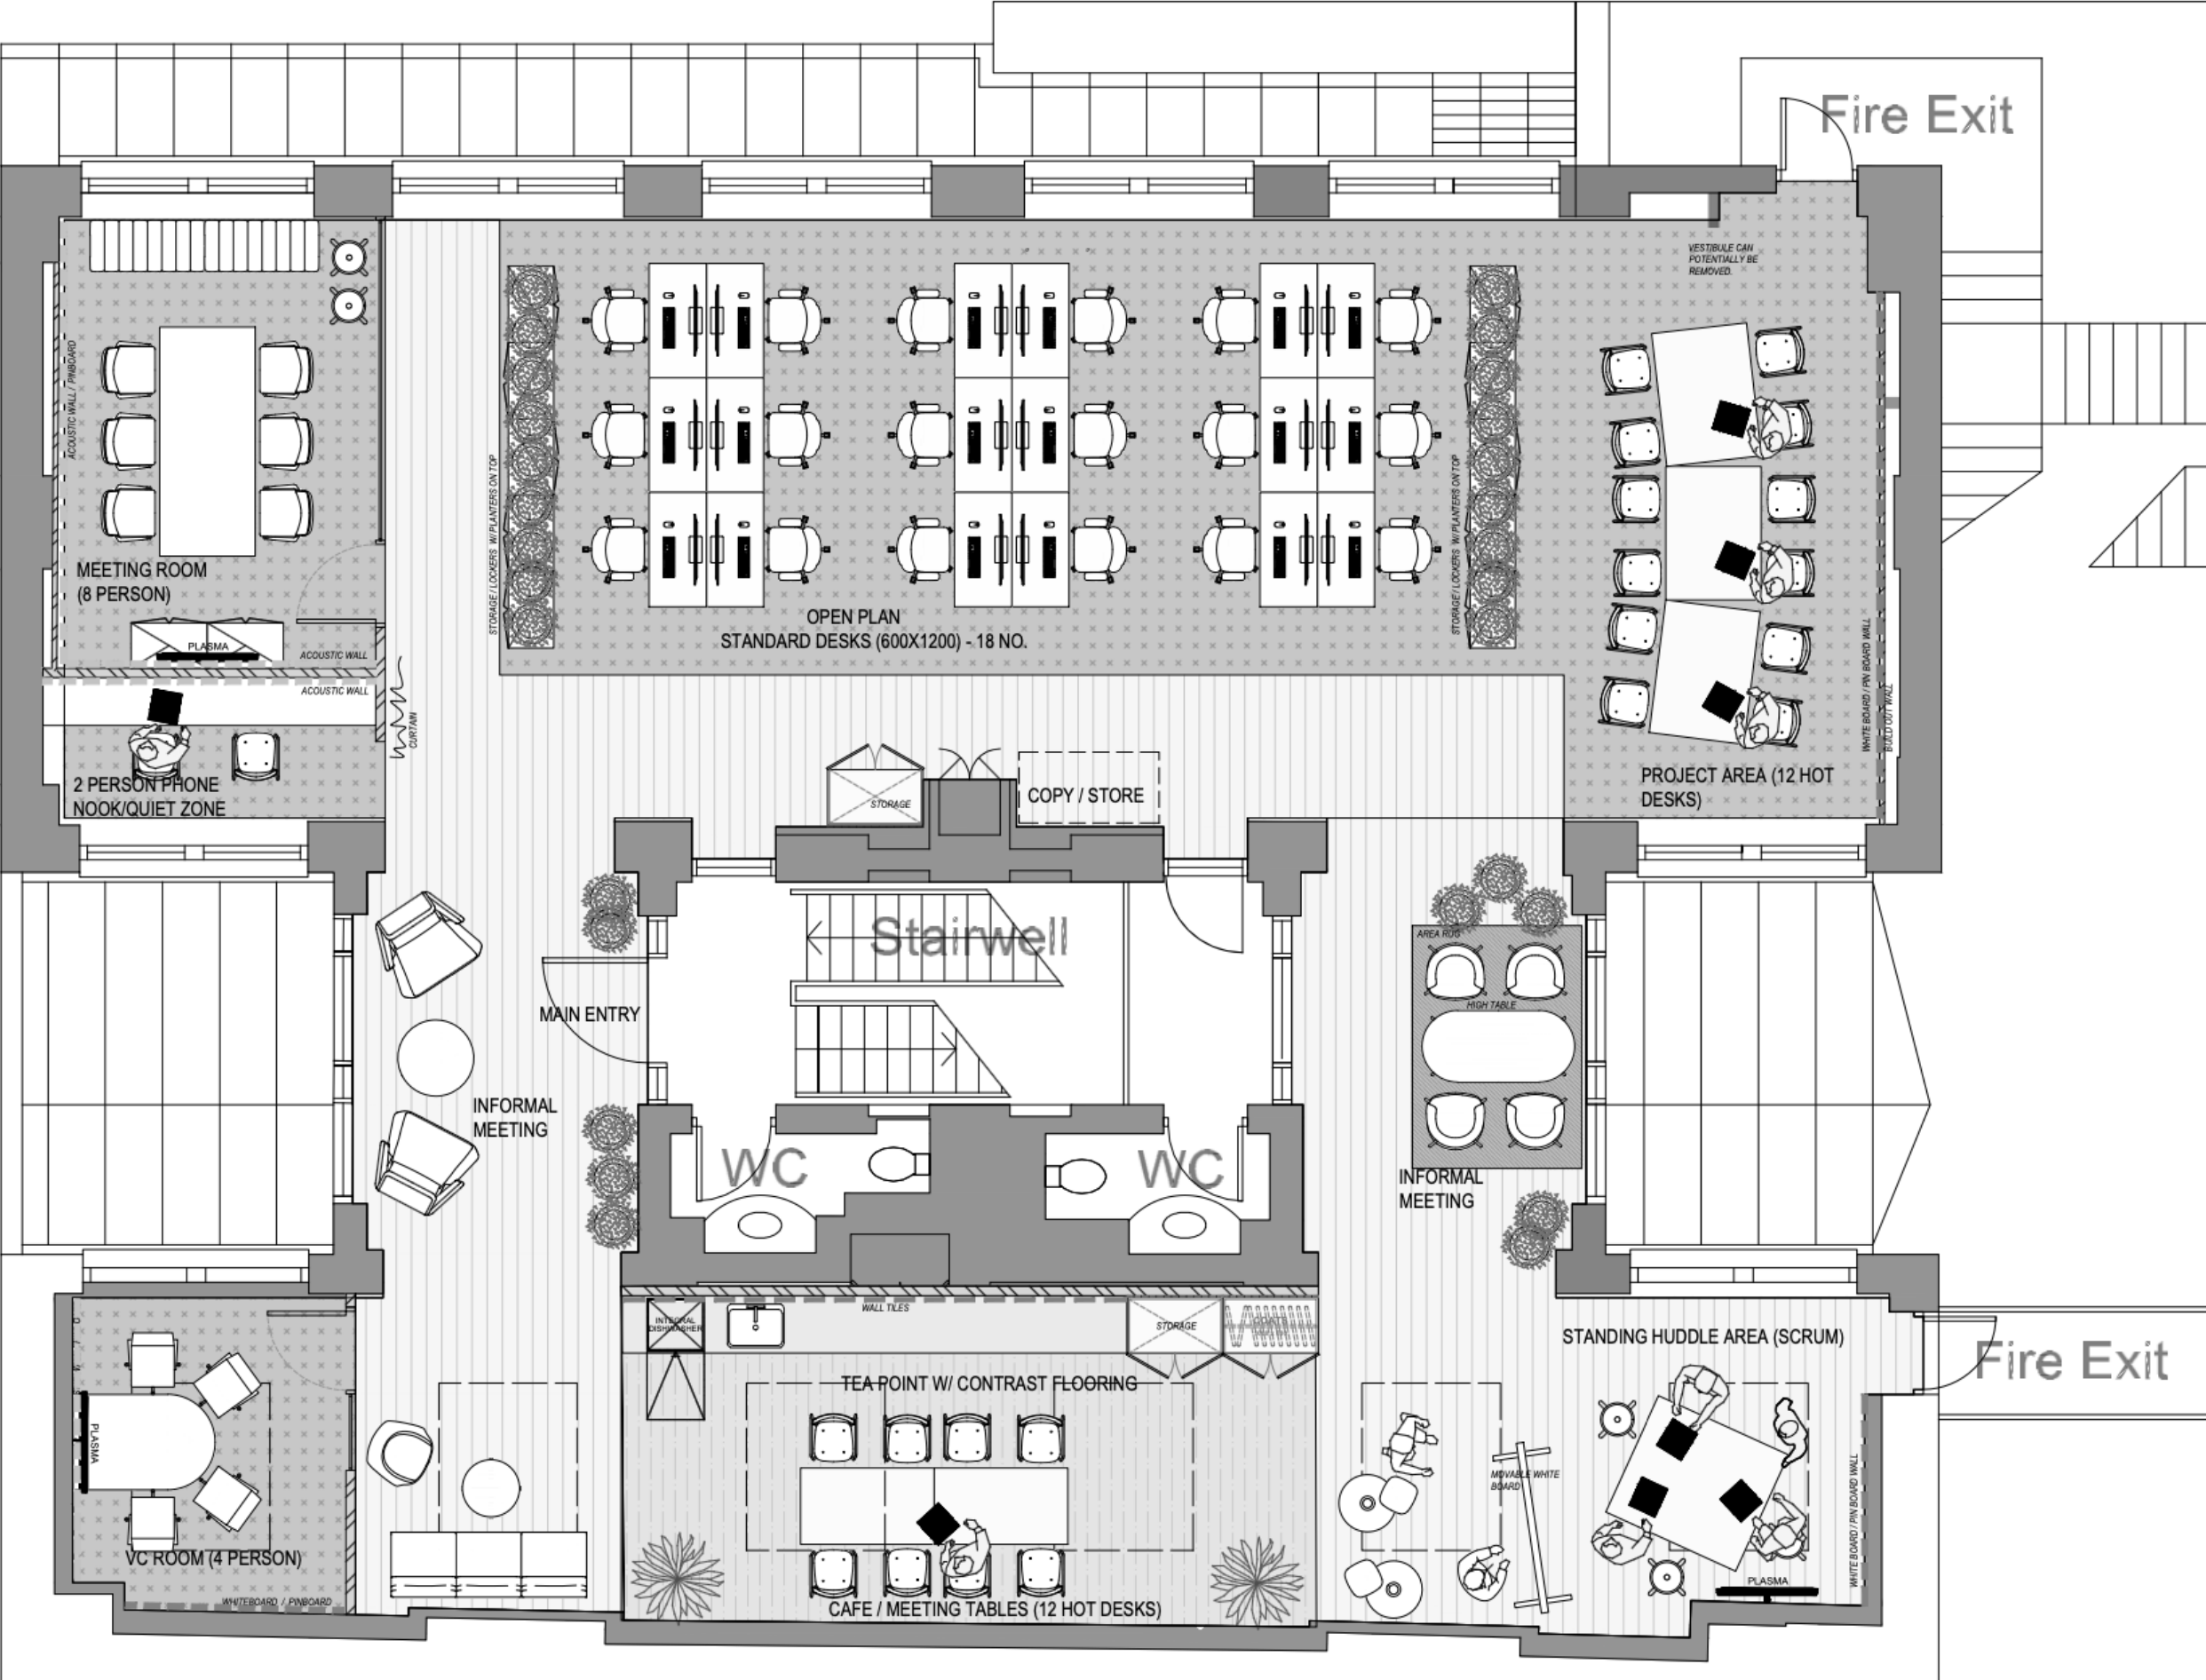 Fire Exit
VESTIBULE CAN
POTENTIALLY BE
REMOVED.
ACOUSTIC WALL / PINBOARD
MEETING ROOM
(8 PERSON)
PLASMA
ACOUSTIC WALL
ACOUSTIC WALL
CURTAIN
2 PERSON PHONE
NOOK/QUIET ZONE
STORAGE / LOCKERS W/PLANTERS ON TOP
OPEN PLAN
STANDARD DESKS (600X1200) - 18 NO.
STORAGE / LOCKERS W/PLANTERS ON TOP
WHITE BOARD / PIN BOARD WALL
BUILD OUT WALL
PROJECT AREA (12 HOT
DESKS)
STORAGE
COPY / STORE
Stairwell
MAIN ENTRY
AREA RUG
HIGH TABLE
INFORMAL
MEETING
WC
WC
INFORMAL
MEETING
WALL TILES
INTEGRAL
DISHWASHER
STORAGE
STANDING HUDDLE AREA (SCRUM)
Fire Exit
TEA POINT W/ CONTRAST FLOORING
PLASMA
MOVABLE WHITE
BOARD
WHITE BOARD / PIN BOARD WALL
VC ROOM (4 PERSON)
PLASMA
WHITEBOARD / PINBOARD
CAFE / MEETING TABLES (12 HOT DESKS)